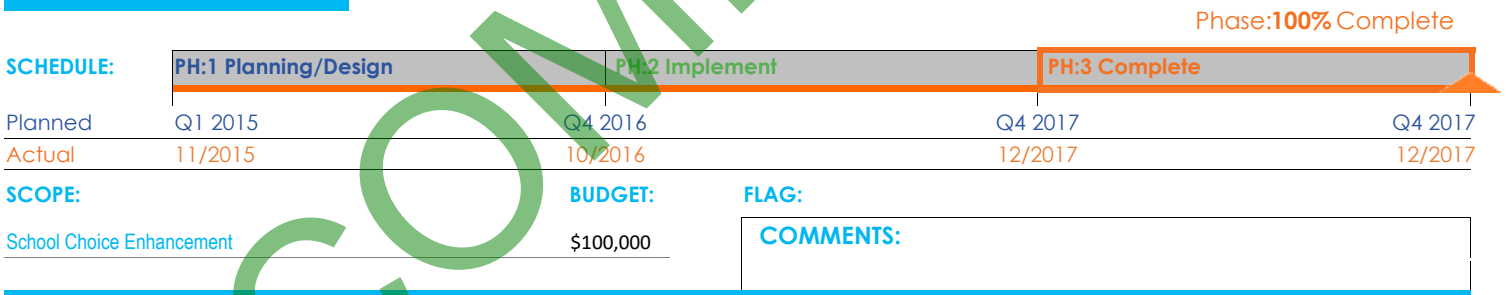 Phase:100% Complete
SCHEDULE: PH:1 Planning/Design PH:2 Implement PH:3 Complete
Planned Q1 2015 Q4 2016 Q4 2017 Q4 2017
Actual 11/2015 10/2016 12/2017 12/2017
SCOPE: BUDGET: FLAG:
School Choice Enhancement $100,000 COMMENTS:
COM